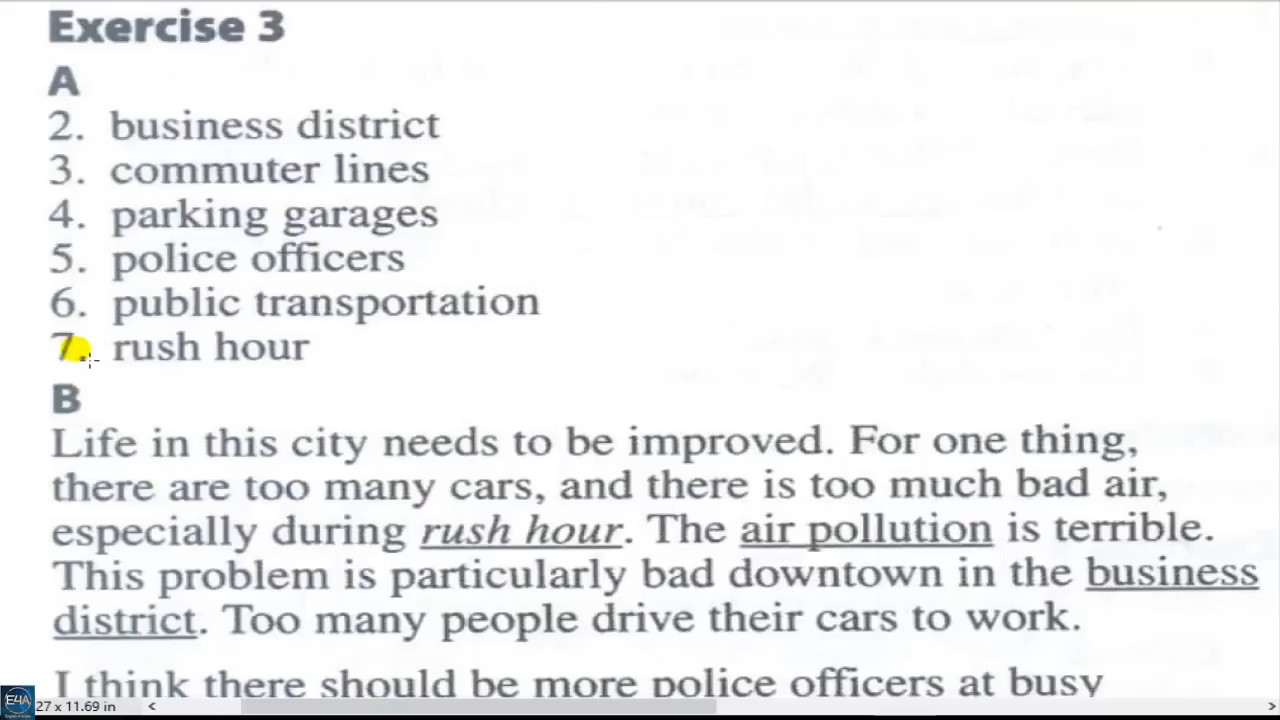 Exercise 3
A
2. business district
3. commuter lines
4. parking garages
5. police officers
6. public transportation
7. rush hour
B
Life in this city needs to be improved. For one thing,
there are too many cars, and there is too much bad air,
especially during rush hour. The air pollution is terrible.
This problem is particularly bad downtown in the business
district. Too many people drive their cars to work.
I think there should be more police officers at busy
E4A
27 x 11.69 in